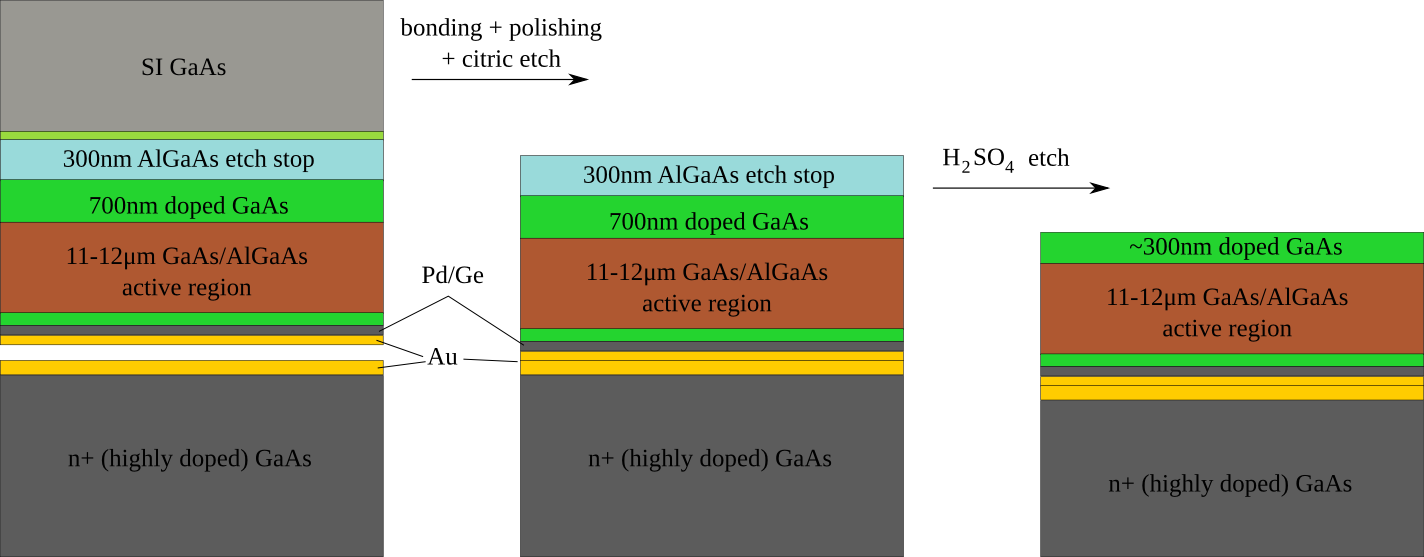 SI GaAs
300nm AlGaAs etch stop
700nm doped GaAs
11-12μm GaAs/AlGaAs
active region
n+ (highly doped) GaAs
bonding + polishing
+ citric etch
Pd/Ge
Au
300nm AlGaAs etch stop
700nm doped GaAs
11-12μm GaAs/AlGaAs
active region
n+ (highly doped) GaAs
H₂SO₄ etch
~300nm doped GaAs
11-12μm GaAs/AlGaAs
active region
n+ (highly doped) GaAs